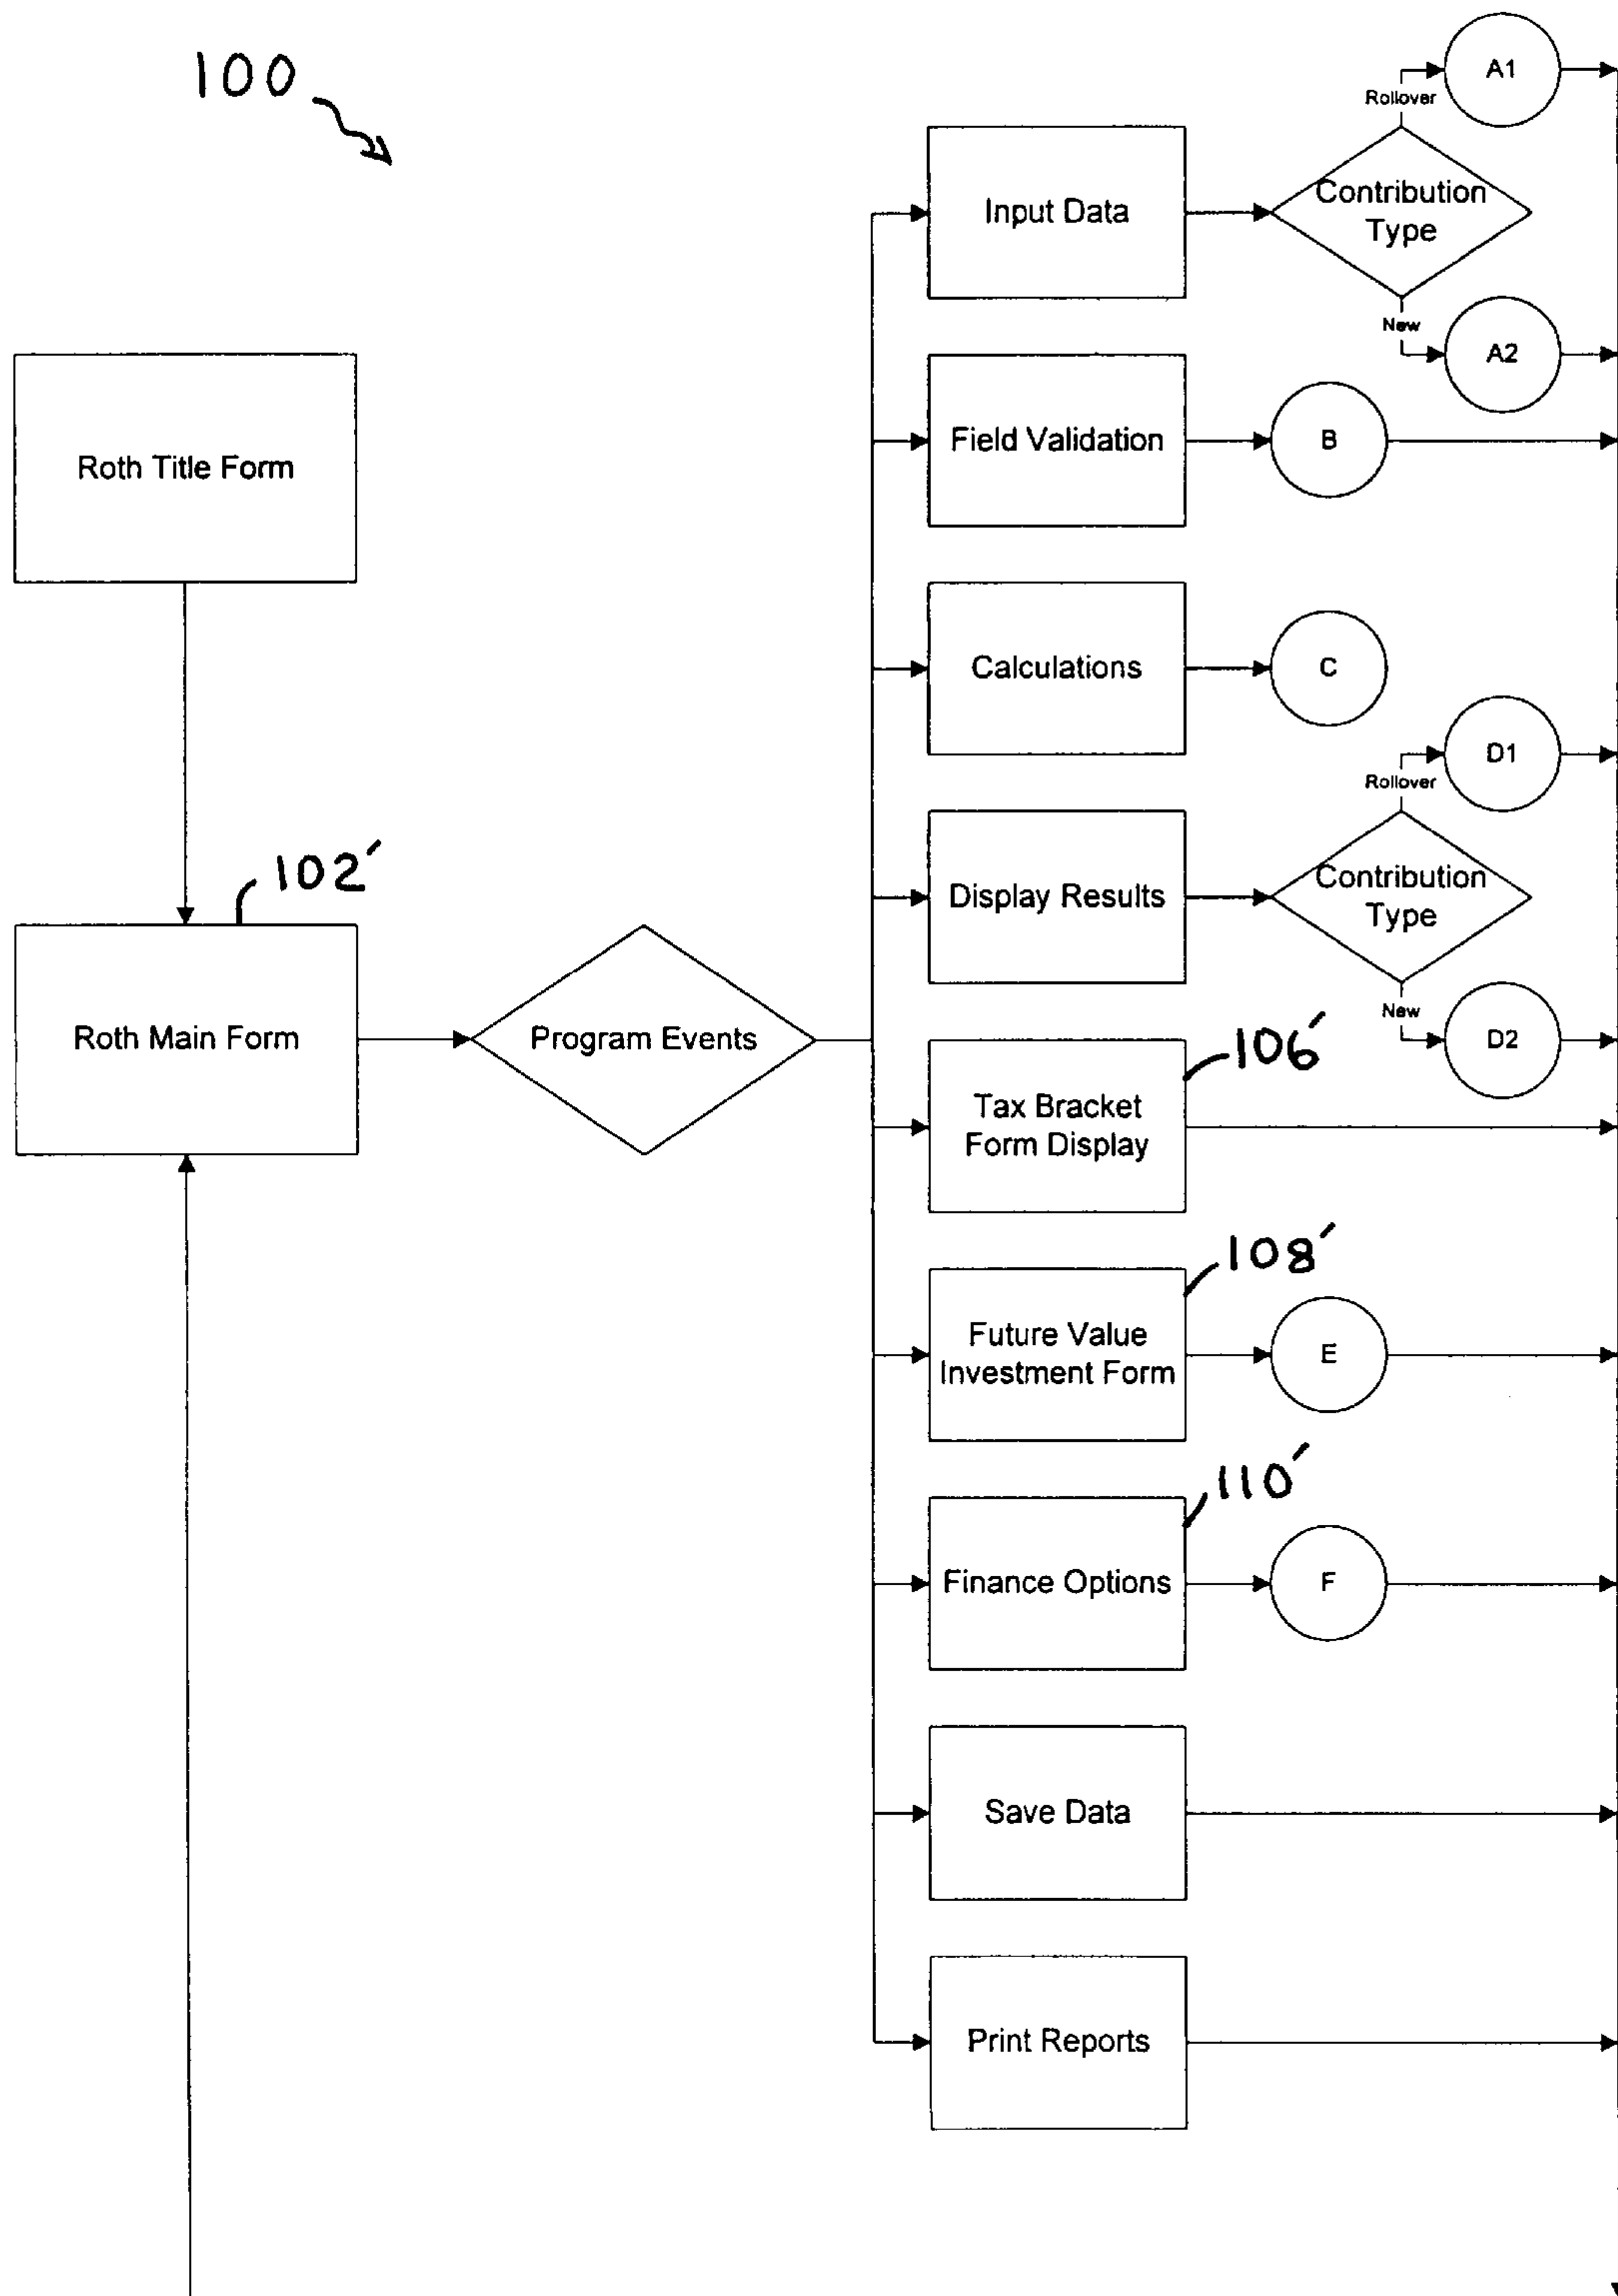 100
A1
Rollover
Input Data
Contribution
Type
New
A2
Roth Title Form
Field Validation
B
Calculations
C
D1
Rollover
102′
Display Results
Contribution
Type
New
Roth Main Form
Program Events
D2
106′
Tax Bracket
Form Display
108′
Future Value
Investment Form
E
110′
Finance Options
F
Save Data
Print Reports